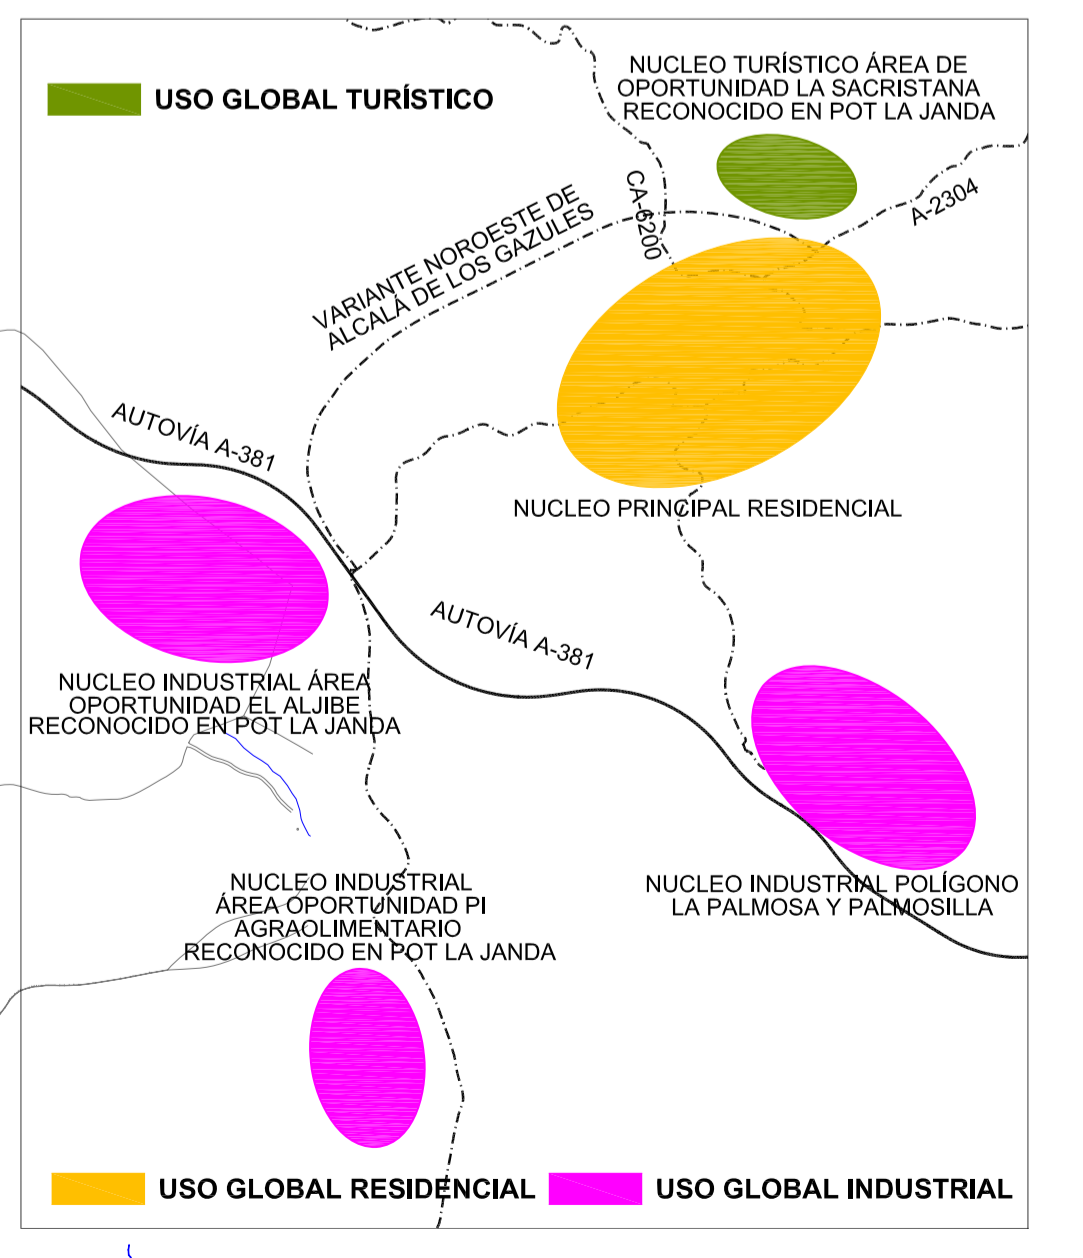 USO GLOBAL TURÍSTICO
NUCLEO TURÍSTICO ÁREA DE
OPORTUNIDAD LA SACRISTANA
RECONOCIDO EN POT LA JANDA
CA-6200
A-2304
VARIANTE NOROESTE DE
ALCALÁ DE LOS GAZULES
AUTOVÍA A-381
NUCLEO PRINCIPAL RESIDENCIAL
AUTOVÍA A-381
NUCLEO INDUSTRIAL ÁREA
OPORTUNIDAD EL ALJIBE
RECONOCIDO EN POT LA JANDA
NUCLEO INDUSTRIAL
ÁREA OPORTUNIDAD PI
AGRAOLIMENTARIO
RECONOCIDO EN POT LA JANDA
NUCLEO INDUSTRIAL POLÍGONO
LA PALMOSA Y PALMOSILLA
USO GLOBAL RESIDENCIAL
USO GLOBAL INDUSTRIAL